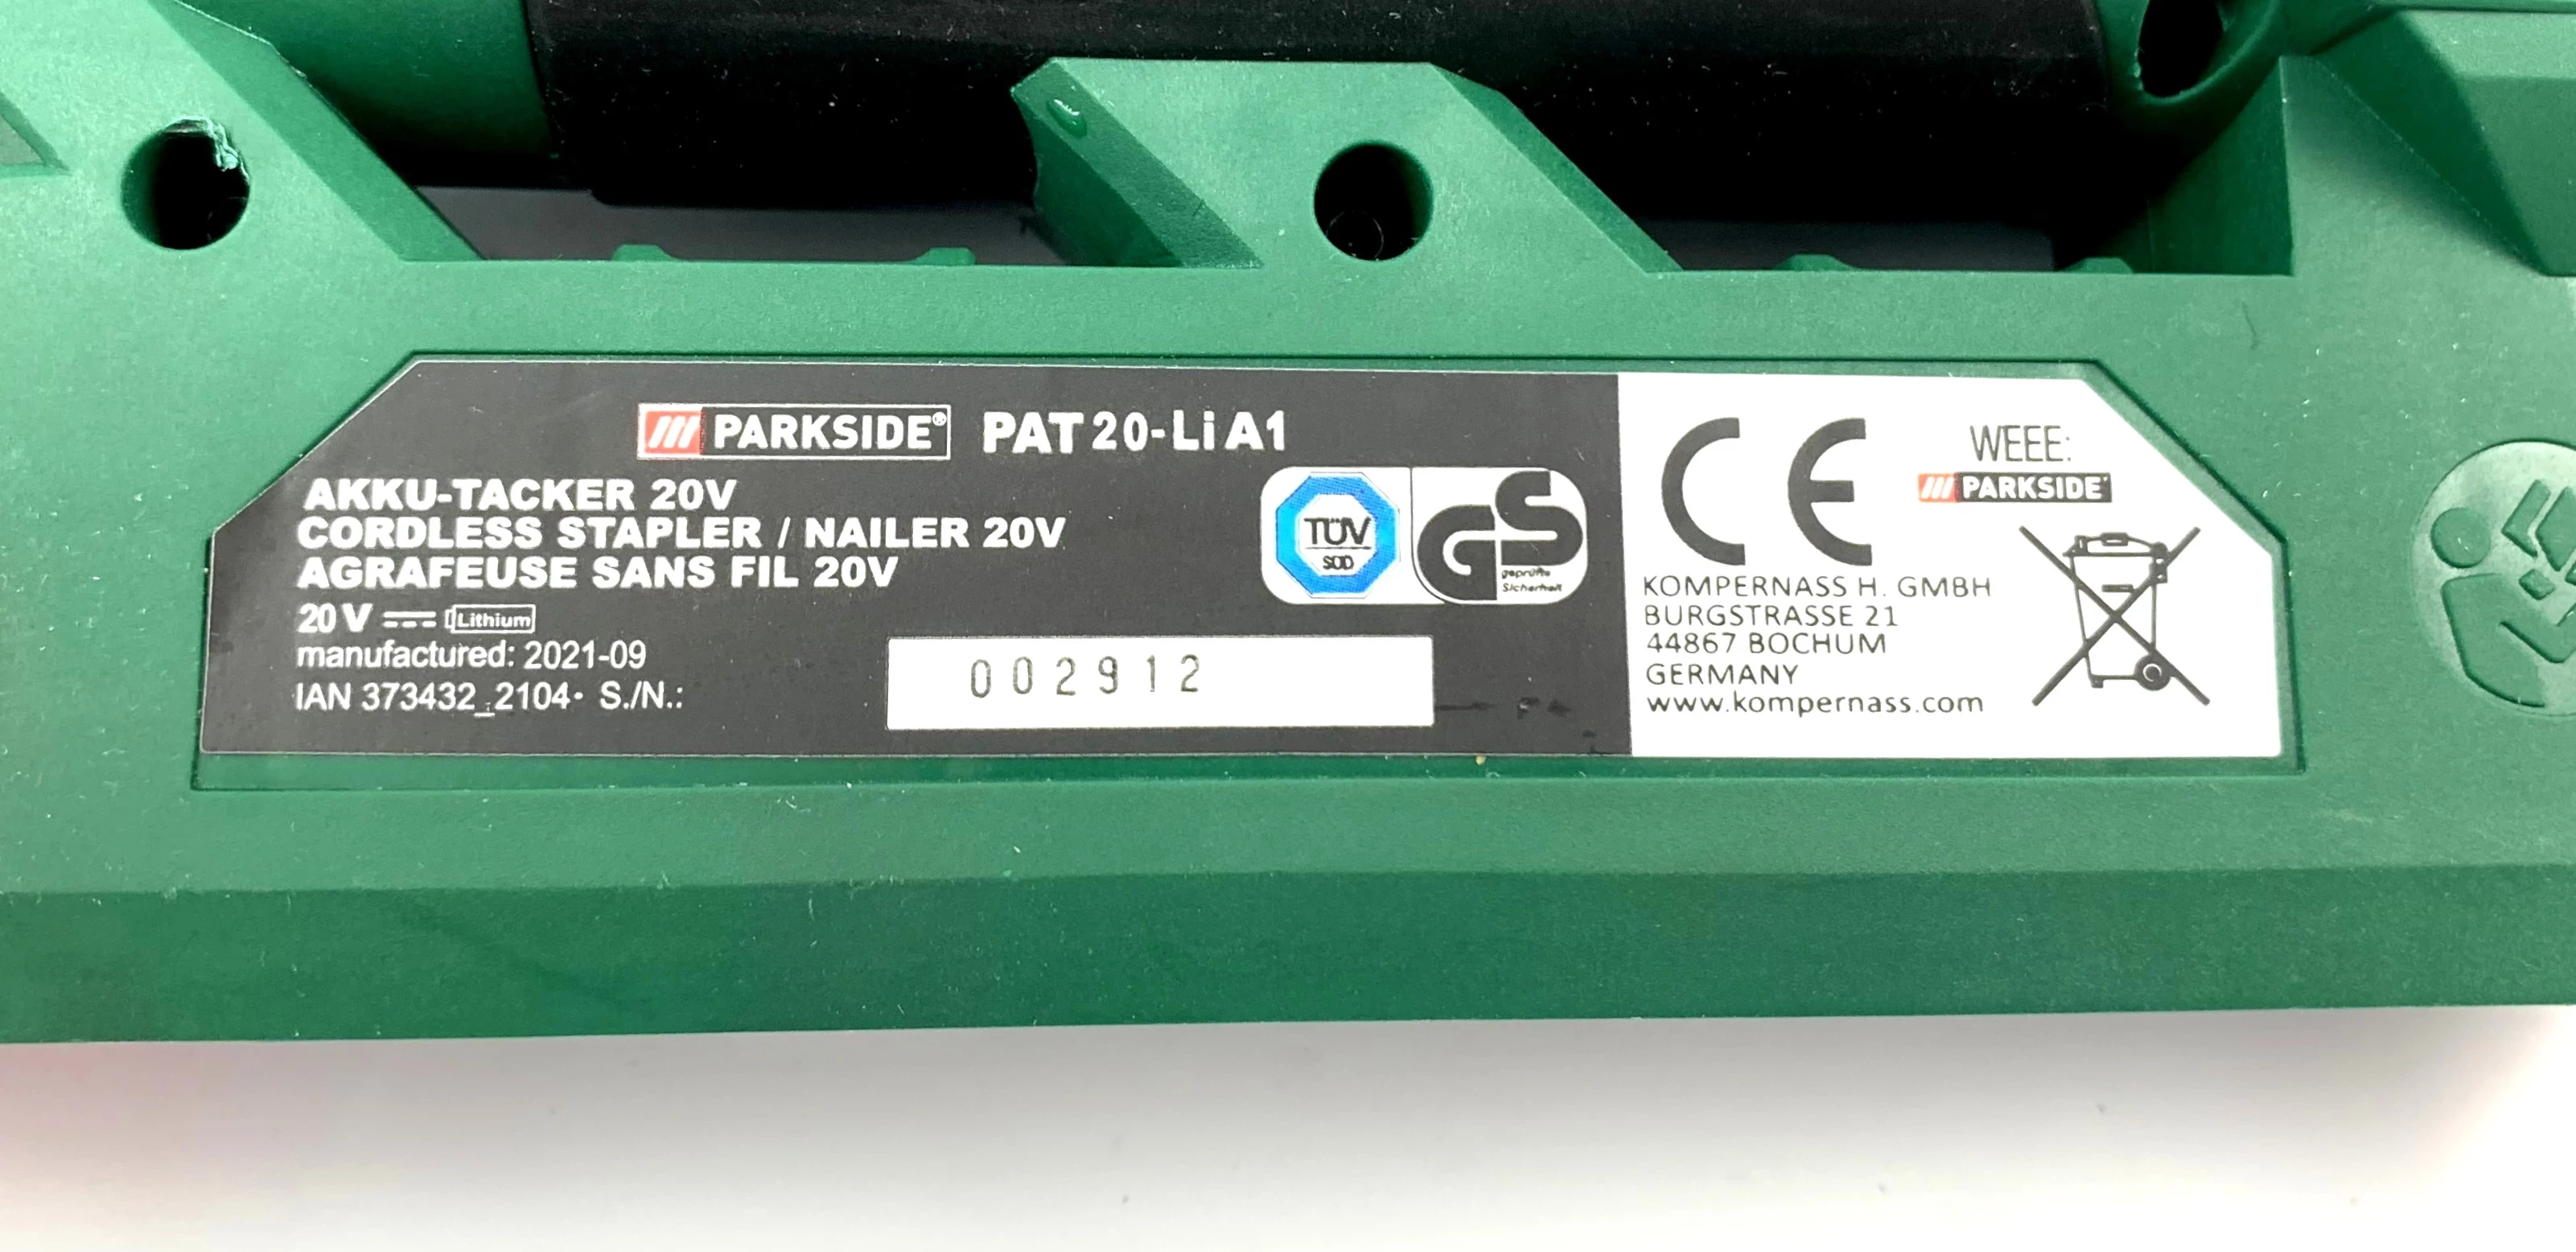 PARKSIDE® PAT 20-Li A1
AKKU-TACKER 20V
CORDLESS STAPLER / NAILER 20V
AGRAFEUSE SANS FIL 20V
20 V Lithium
manufactured: 2021-09
IAN 373432_2104· S./N.:
002912
TÜV
SÜD
GS
geprüfte
Sicherheit
CE
WEEE:
PARKSIDE
KOMPERNASS H. GMBH
BURGSTRASSE 21
44867 BOCHUM
GERMANY
www.kompernass.com